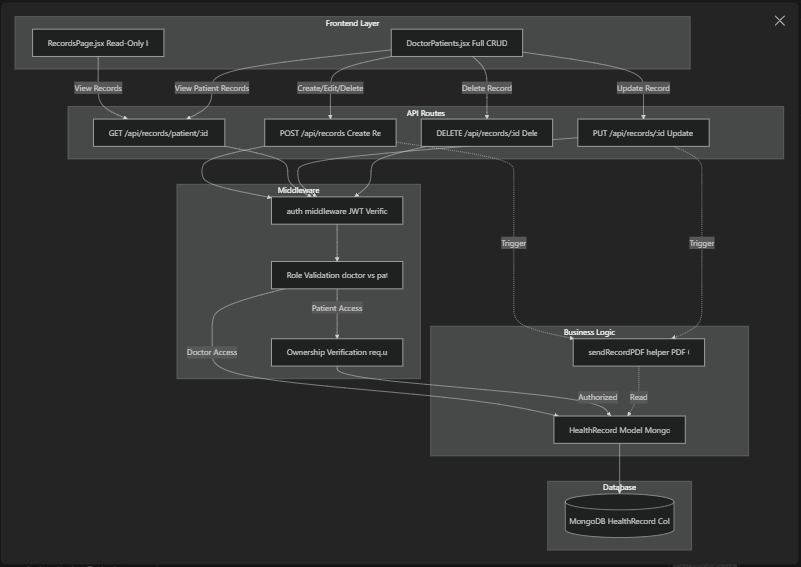 Frontend Layer
RecordsPage.jsx Read-Only I
DoctorPatients.jsx Full CRUD
View Records
View Patient Records
Create/Edit/Delete
Delete Record
Update Record
API Routes
GET /api/records/patient/:id
POST /api/records Create Re
DELETE /api/records/:id Dele
PUT /api/records/:id Update
Middleware
auth middleware JWT Verific
Trigger
Trigger
Role Validation doctor vs pat
Patient Access
Business Logic
Doctor Access
Ownership Verification req.u
sendRecordPDF helper PDF
Authorized
Read
HealthRecord Model Mongo
Database
MongoDB HealthRecord Col